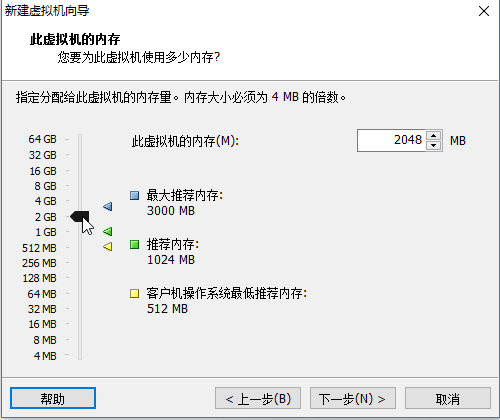 新建虚拟机向导
此虚拟机的内存
您要为此虚拟机使用多少内存?
指定分配给此虚拟机的内存量。内存大小必须为 4 MB 的倍数。
64 GB
32 GB
16 GB
8 GB
4 GB
2 GB
1 GB
512 MB
256 MB
128 MB
64 MB
32 MB
16 MB
8 MB
4 MB
此虚拟机的内存(M):
2048 MB
最大推荐内存:
3000 MB
推荐内存:
1024 MB
客户机操作系统最低推荐内存:
512 MB
帮助
< 上一步(B)
下一步(N) >
取消